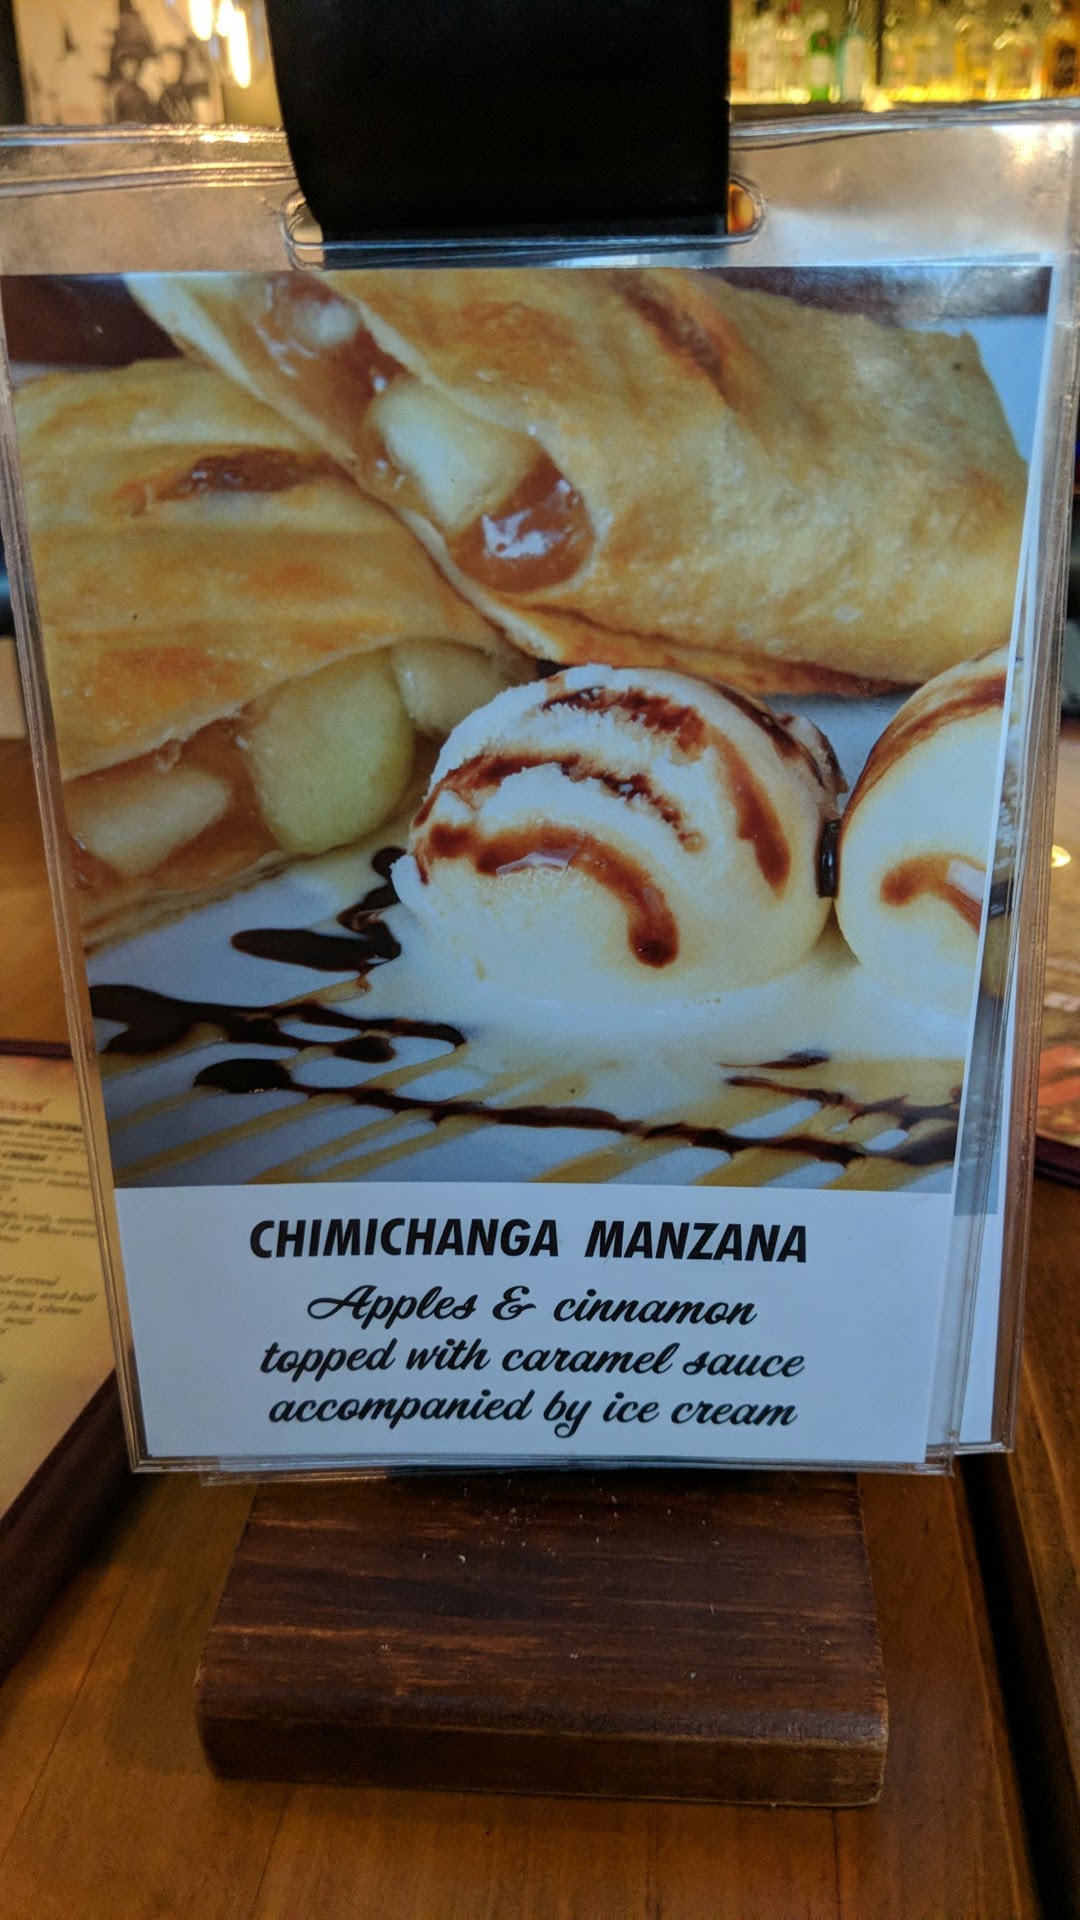 CHIMICHANGA MANZANA
Apples & cinnamon
topped with caramel sauce
accompanied by ice cream